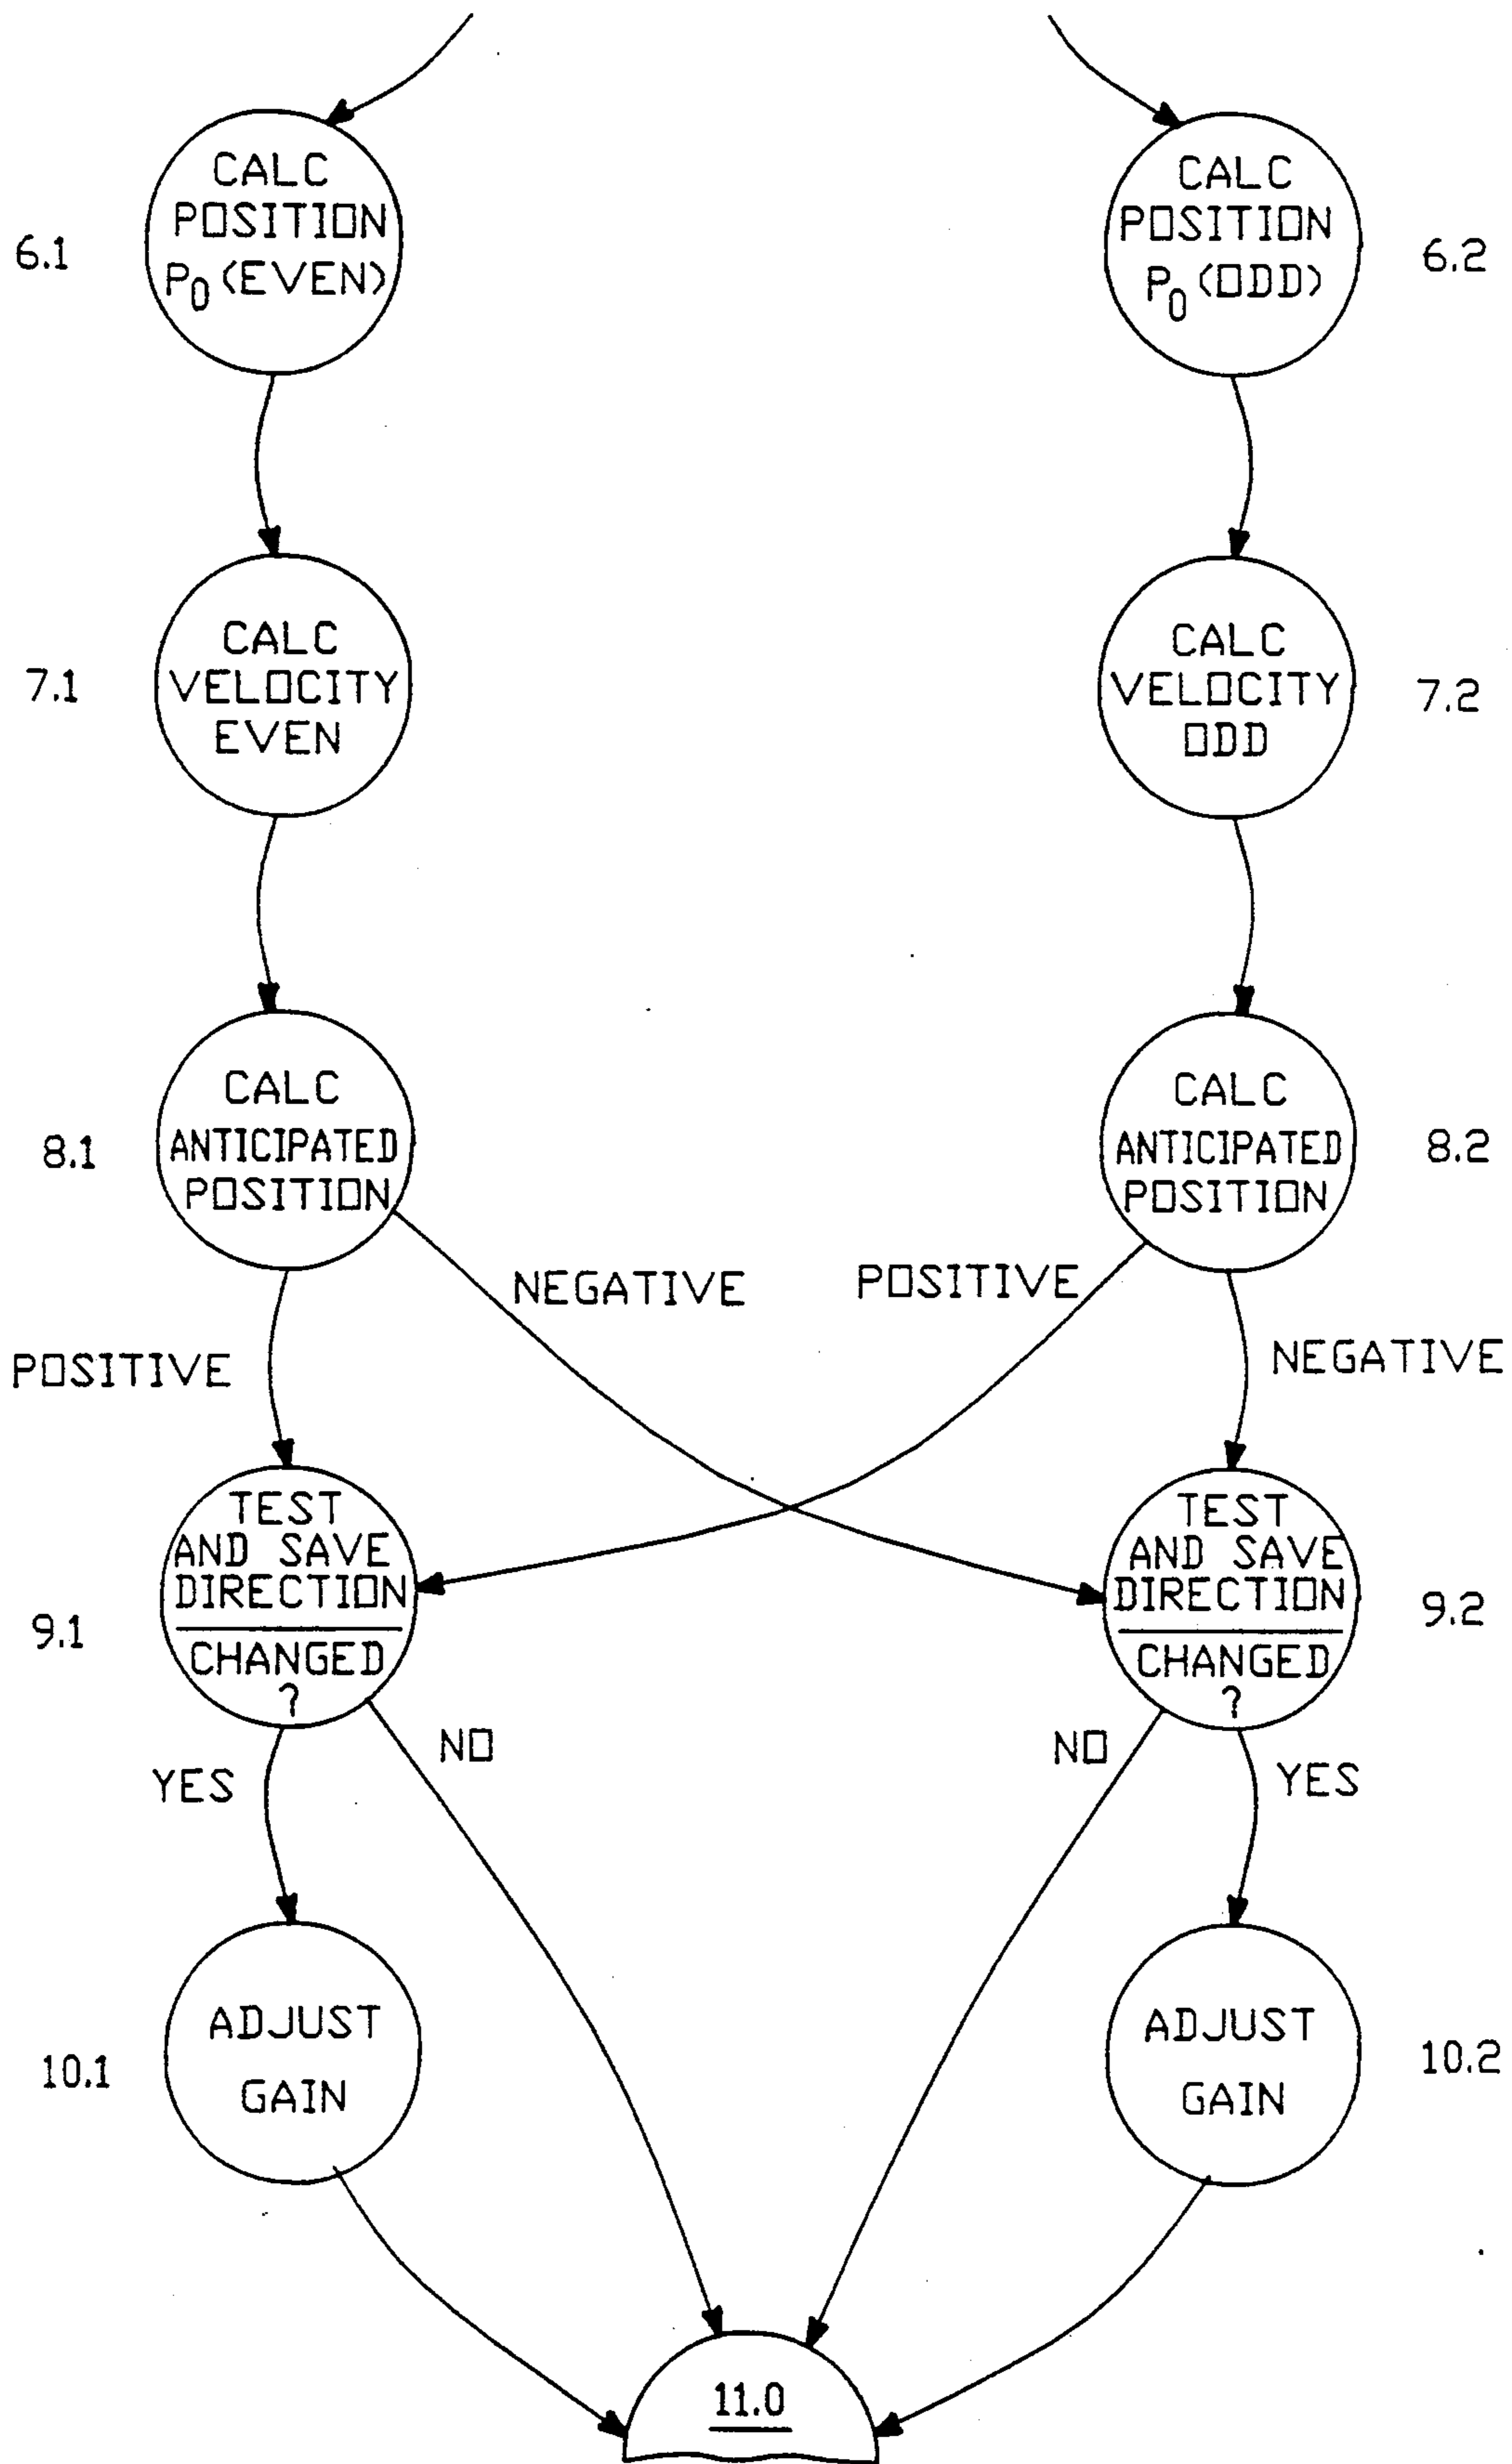 CALC
POSITION
P0 (EVEN)
6.1
CALC
POSITION
P0 (ODD)
6.2
CALC
VELOCITY
EVEN
7.1
CALC
VELOCITY
ODD
7.2
CALC
ANTICIPATED
POSITION
8.1
CALC
ANTICIPATED
POSITION
8.2
NEGATIVE
POSITIVE
POSITIVE
NEGATIVE
TEST
AND SAVE
DIRECTION
CHANGED
?
9.1
TEST
AND SAVE
DIRECTION
CHANGED
?
9.2
YES
NO
NO
YES
ADJUST
GAIN
10.1
ADJUST
GAIN
10.2
11.0